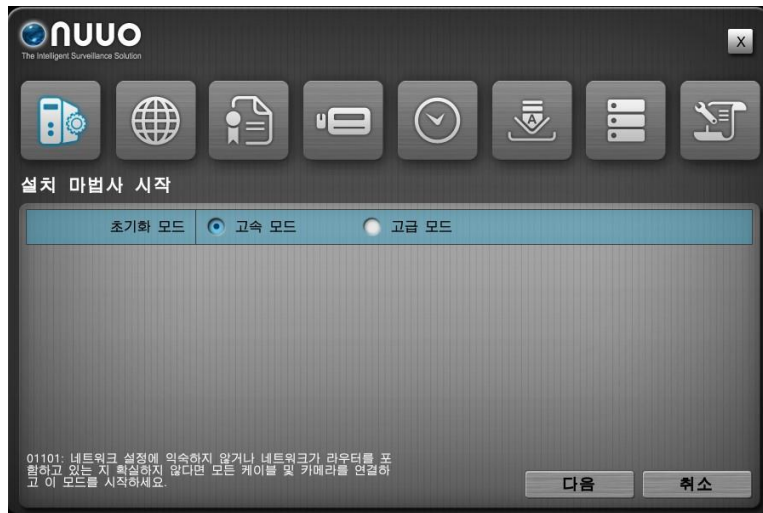 NUUO
The Intelligent Surveillance Solution
X
A
설치 마법사 시작
초기화 모드 고속 모드 고급 모드
01101: 네트워크 설정에 익숙하지 않거나 네트워크가 라우터를 포
함하고 있는 지 확실하지 않다면 모든 케이블 및 카메라를 연결하
고 이 모드를 시작하세요.
다음 취소